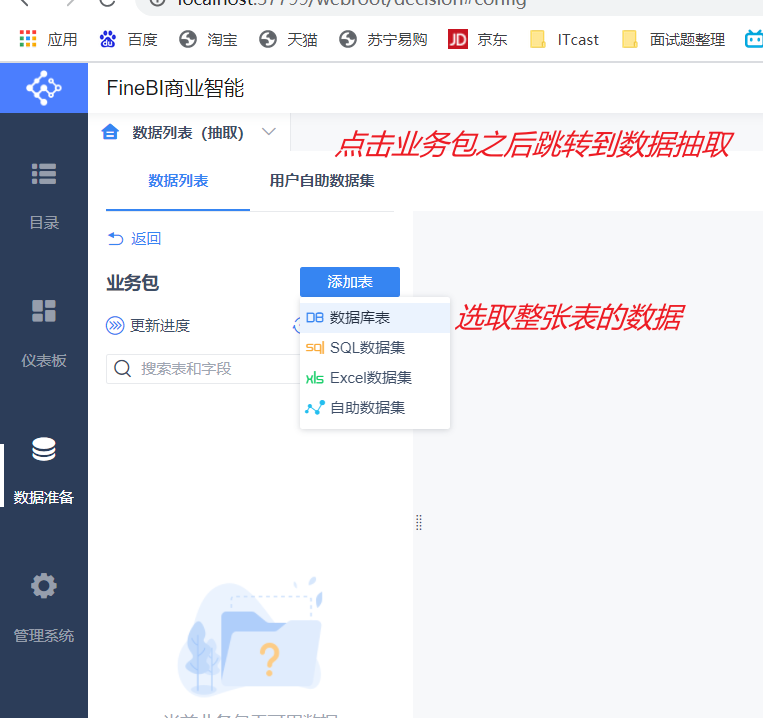 localhost:37799/webroot/decision#config
应用 百度 淘宝 天猫 苏宁易购 JD 京东 ITcast 面试题整理
FineBI商业智能
数据列表（抽取）
点击业务包之后跳转到数据抽取
数据列表 用户自助数据集
目录
返回
业务包 添加表
更新进度
DB 数据库表
选取整张表的数据
sql SQL数据集
仪表板
搜索表和字段
xls Excel数据集
自助数据集
数据准备
管理系统
?